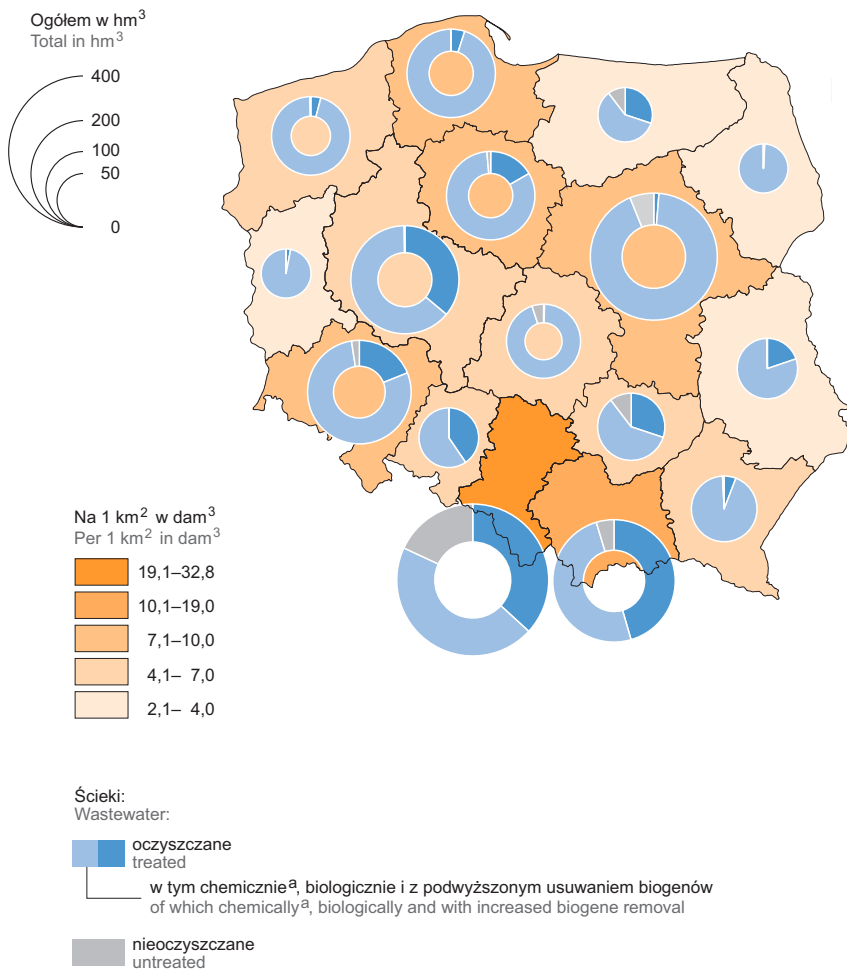 Ogółem w hm³
Total in hm³
400
200
100
50
0
Na 1 km² w dam³
Per 1 km² in dam³
19,1–32,8
10,1–19,0
7,1–10,0
4,1– 7,0
2,1– 4,0
Ścieki:
Wastewater:
oczyszczane
treated
w tym chemicznieᵃ, biologicznie i z podwyższonym usuwaniem biogenów
of which chemicallyᵃ, biologically and with increased biogene removal
nieoczyszczane
untreated